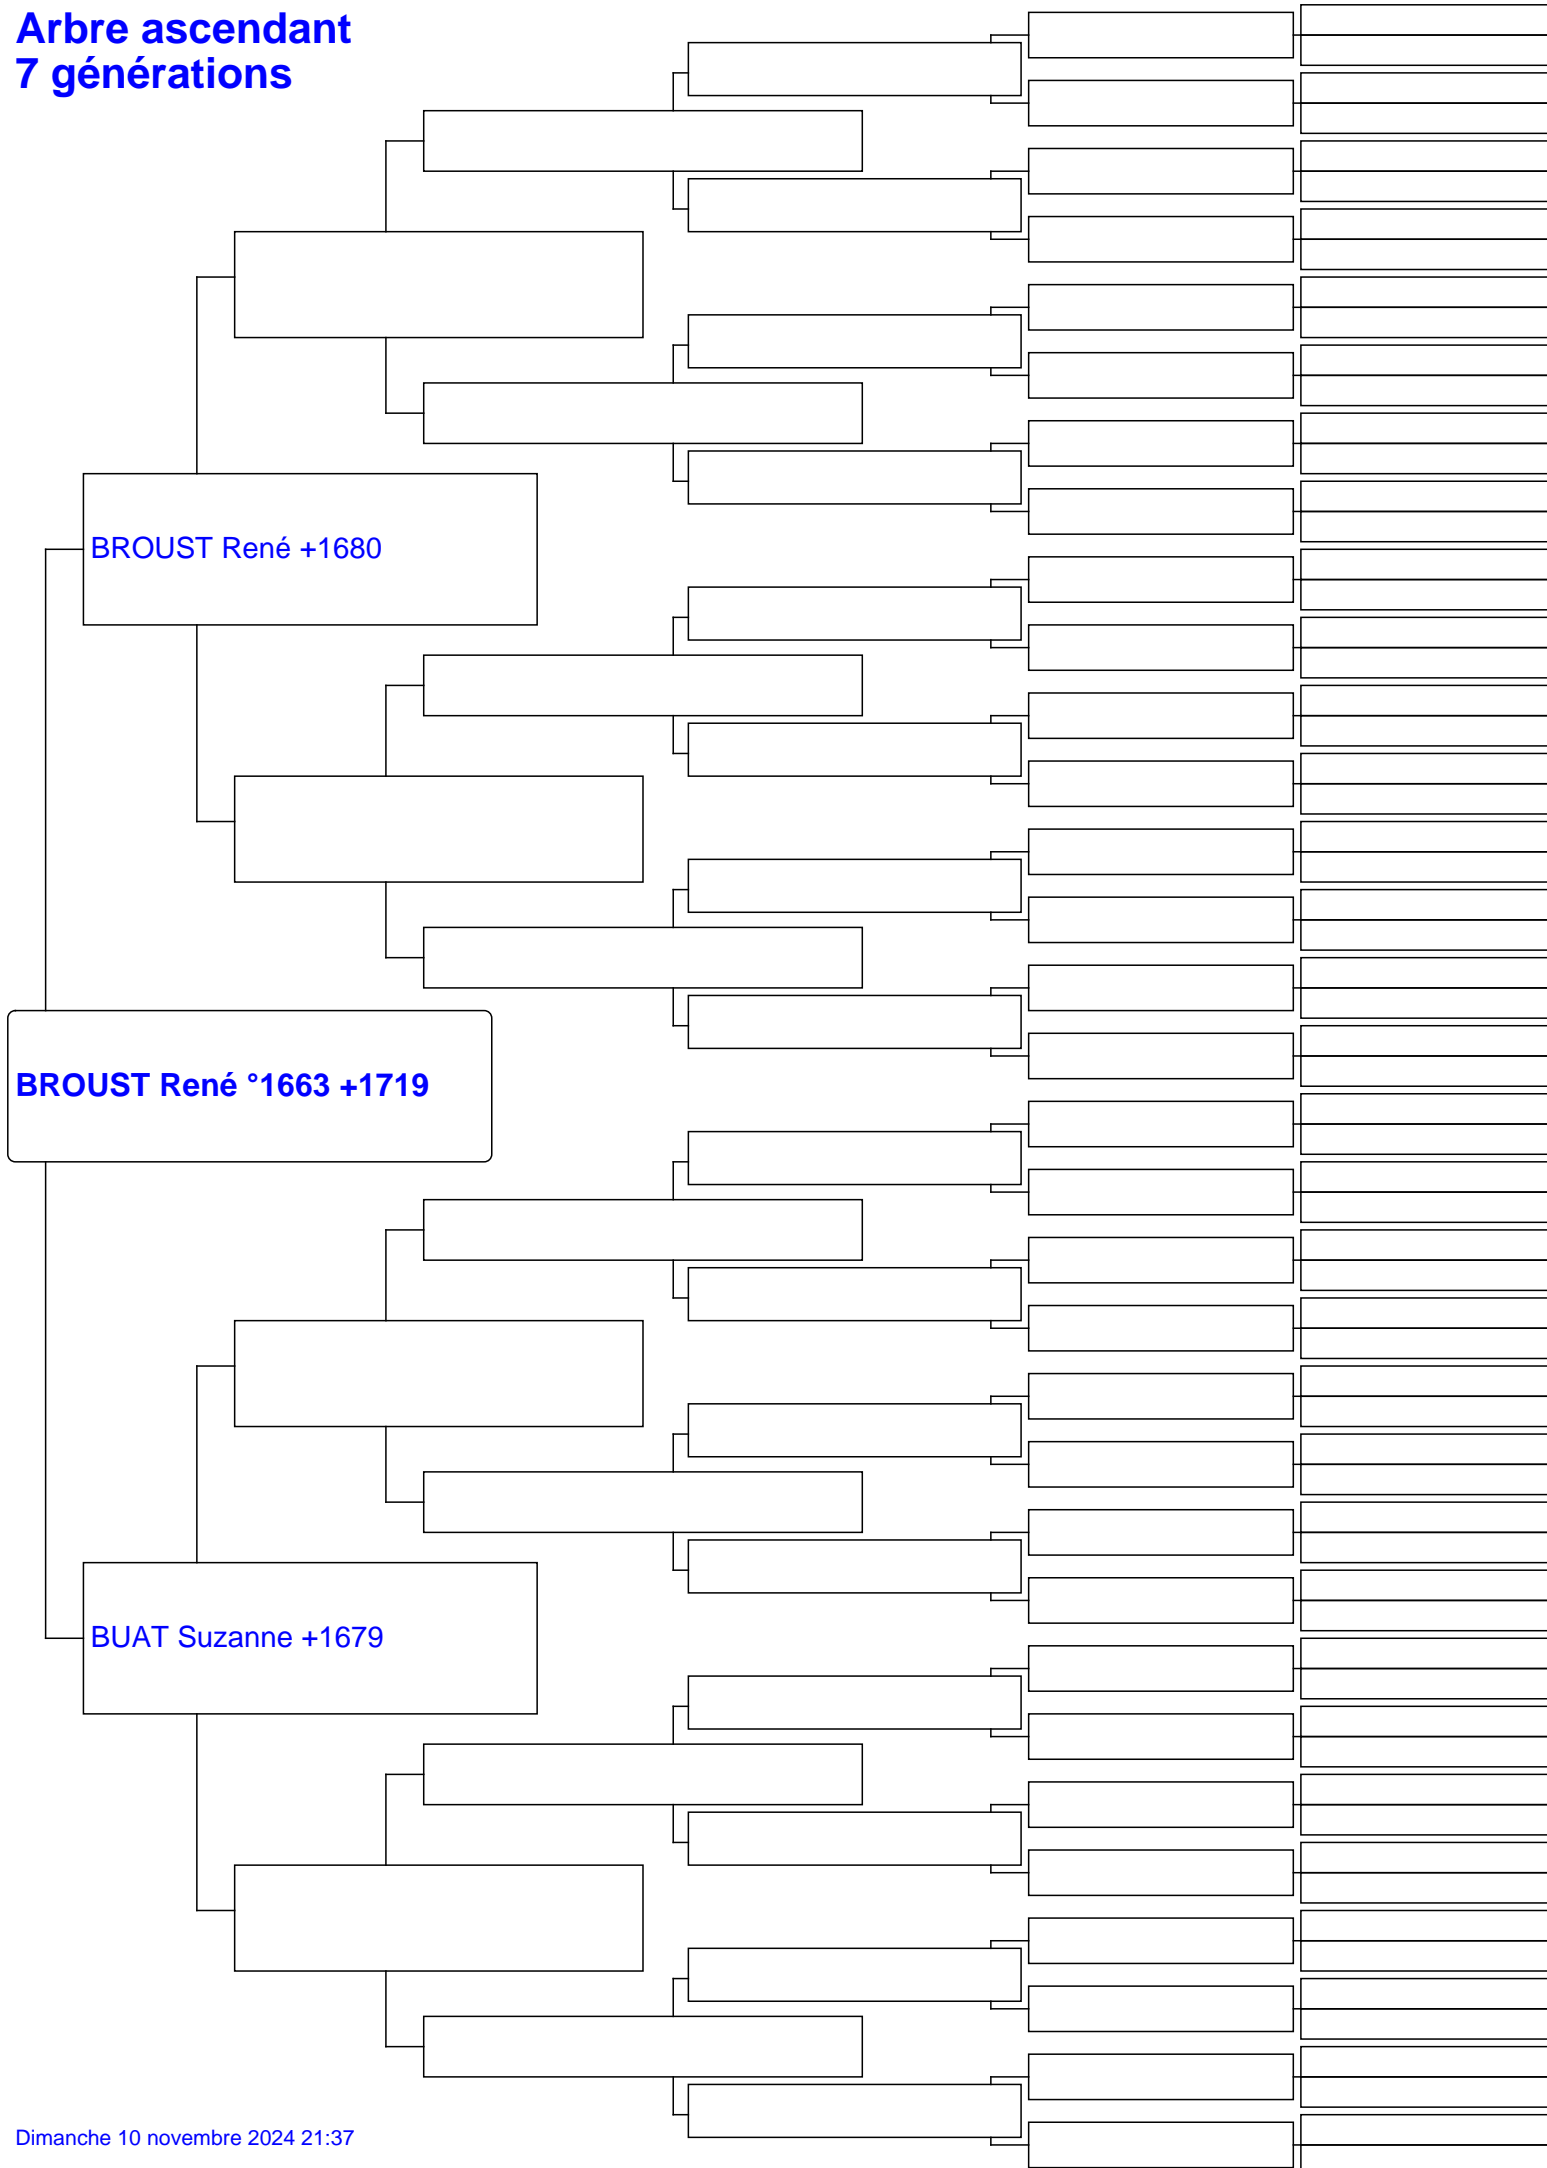 Arbre ascendant
7 générations
BROUST René +1680
BROUST René °1663 +1719
BUAT Suzanne +1679
Dimanche 10 novembre 2024 21:37